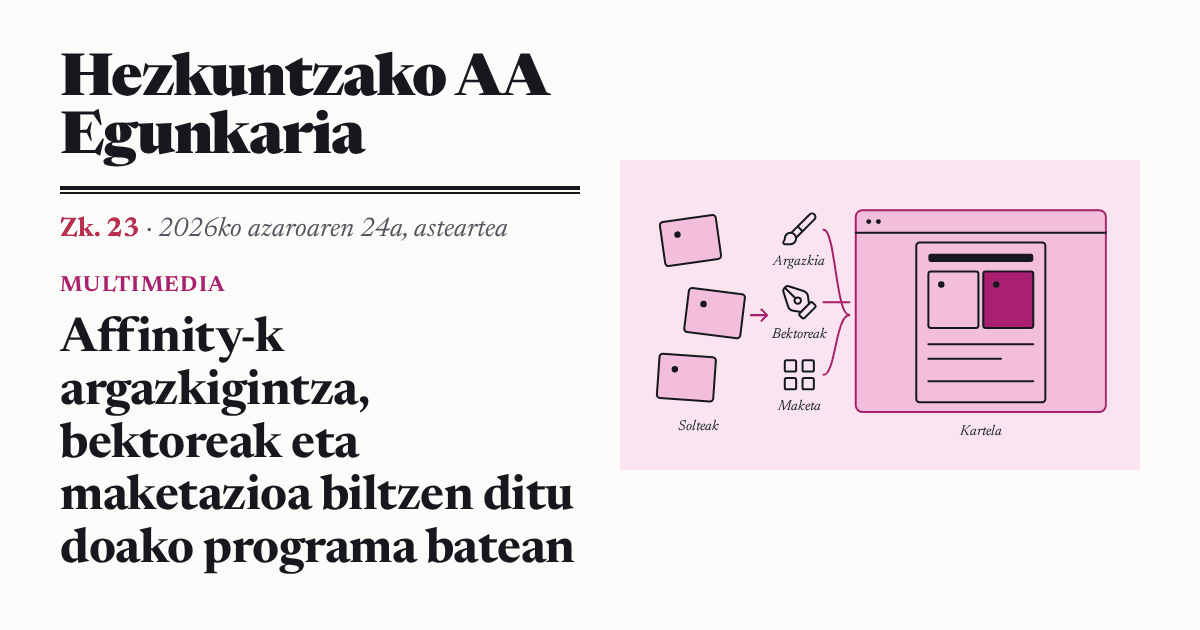 Hezkuntzako AA
Egunkaria
Zk. 23 · 2026ko azaroaren 24a, asteartea
MULTIMEDIA
Affinity-k
argazkigintza,
bektoreak eta
maketazioa biltzen ditu
doako programa batean
Argazkia
Bektoreak
Maketa
Solteak
Kartela